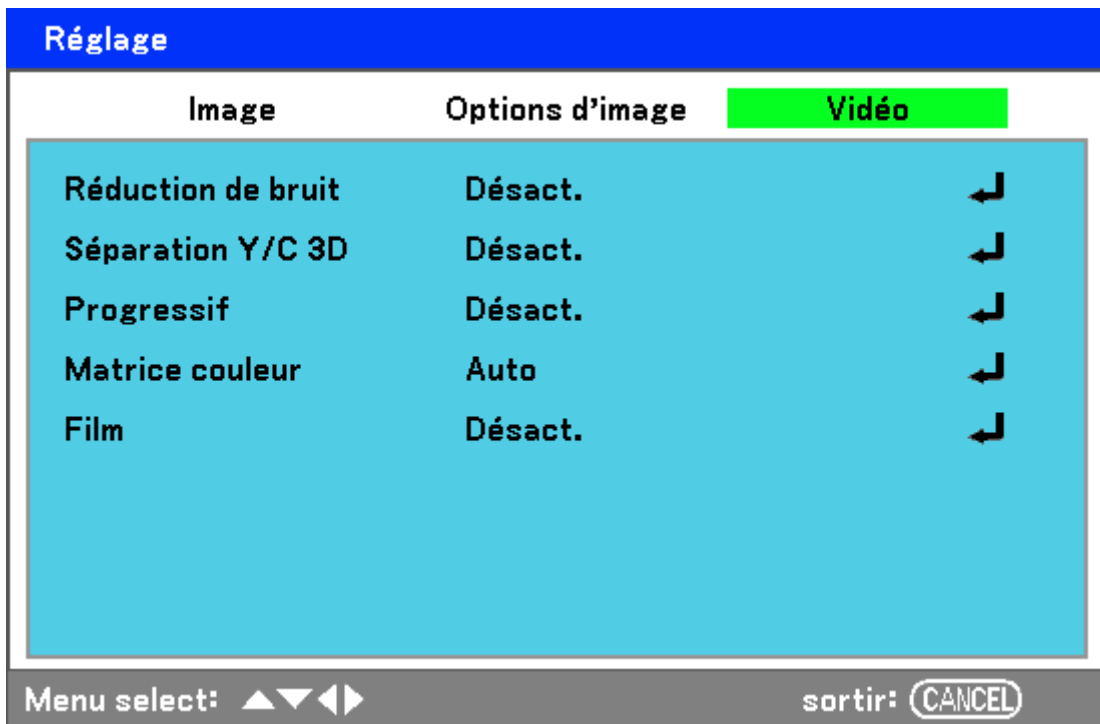 Réglage
Image Options d'image Vidéo
Réduction de bruit Désact.
Séparation Y/C 3D Désact.
Progressif Désact.
Matrice couleur Auto
Film Désact.
Menu select: ▲▼◀▶ sortir: CANCEL